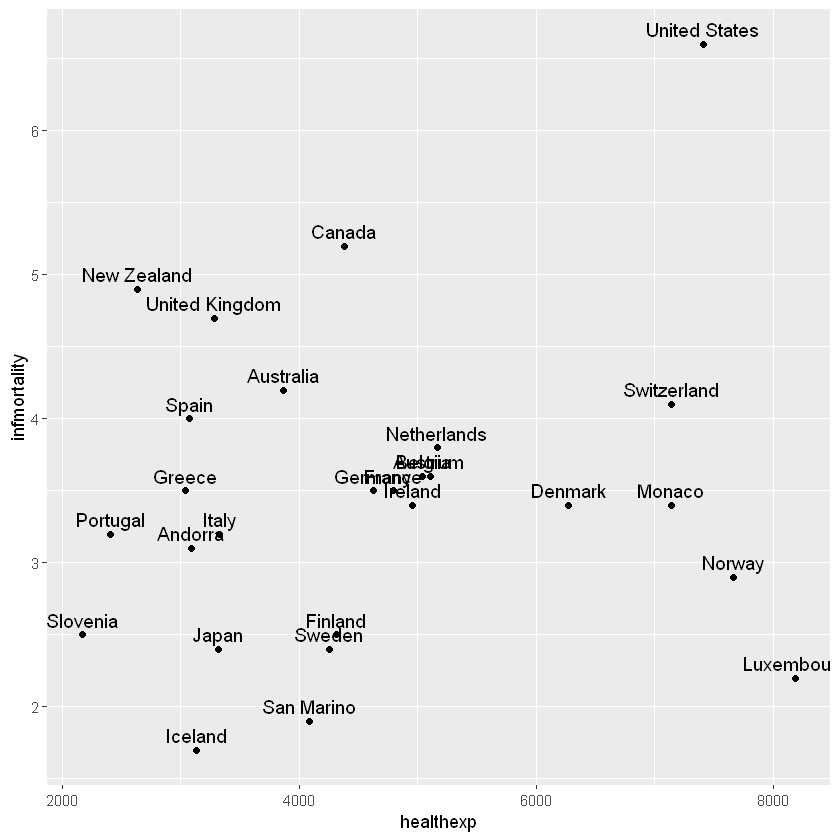 United States
6
Canada
5
New Zealand
United Kingdom
Australia
Switzerland
Spain
4
Netherlands
Austria
Belgium
Greece
Germany
France
Ireland
Denmark
Monaco
Portugal
Italy
Andorra
3
Norway
Slovenia
Finland
Japan
Sweden
Luxembou
2
San Marino
Iceland
2000
4000
6000
8000
healthexp
infmortality